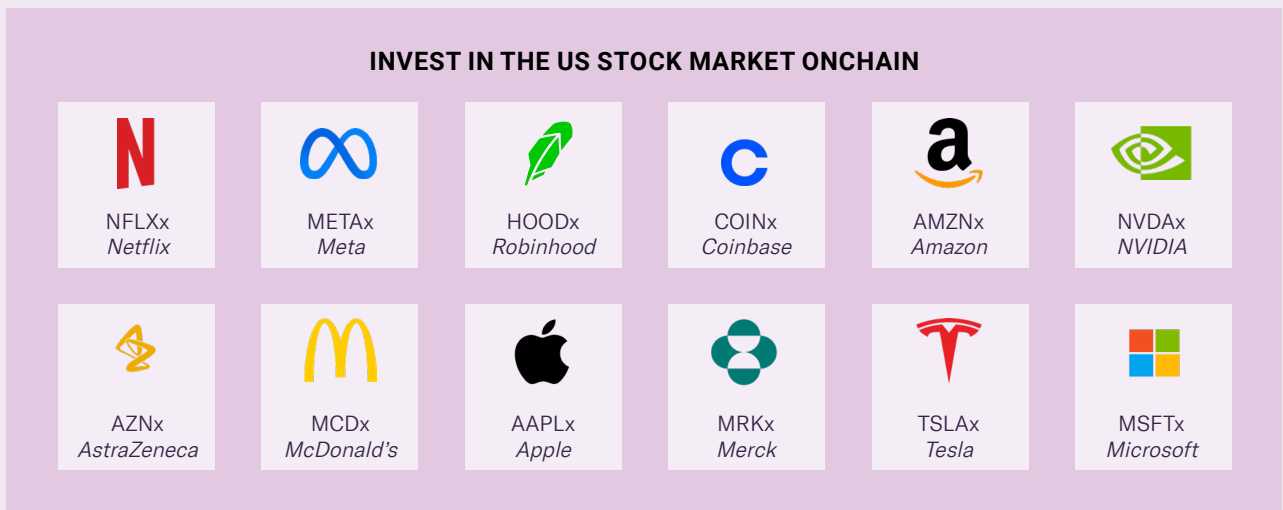 INVEST IN THE US STOCK MARKET ONCHAIN
NFLXx
Netflix
METAx
Meta
HOODx
Robinhood
COINx
Coinbase
AMZNx
Amazon
NVDAx
NVIDIA
AZNx
AstraZeneca
MCDx
McDonald's
AAPLx
Apple
MRKx
Merck
TSLAx
Tesla
MSFTx
Microsoft